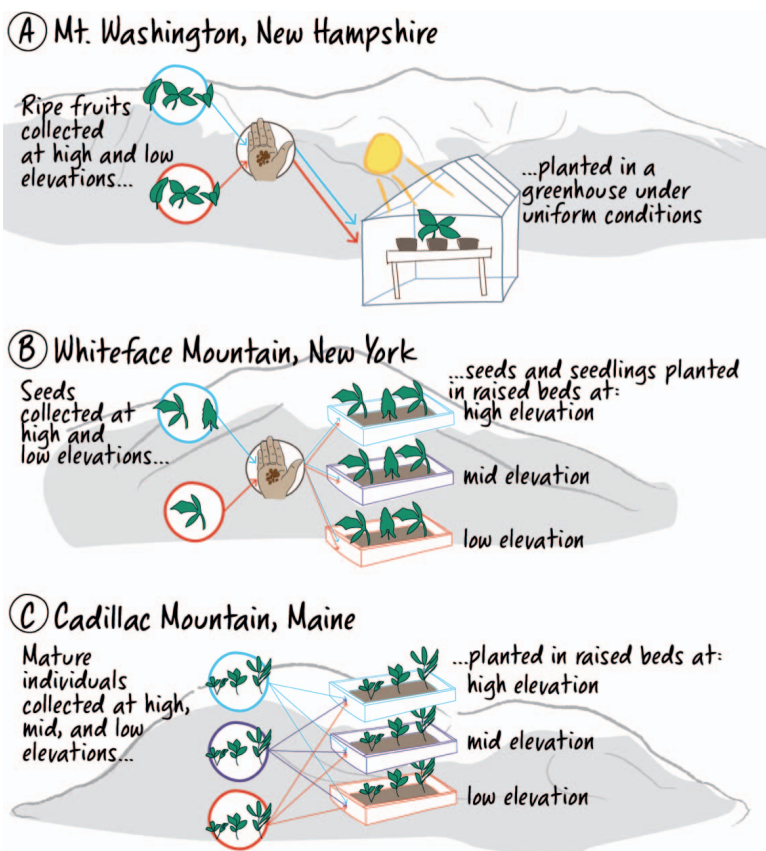 A Mt. Washington, New Hampshire
Ripe fruits
collected
at high and low
elevations...
...planted in a
greenhouse under
uniform conditions
B Whiteface Mountain, New York
Seeds
collected at
high and
low elevations...
...seeds and seedlings planted
in raised beds at:
high elevation
mid elevation
low elevation
C Cadillac Mountain, Maine
Mature
individuals
collected at high,
mid, and low
elevations...
...planted in raised beds at:
high elevation
mid elevation
low elevation